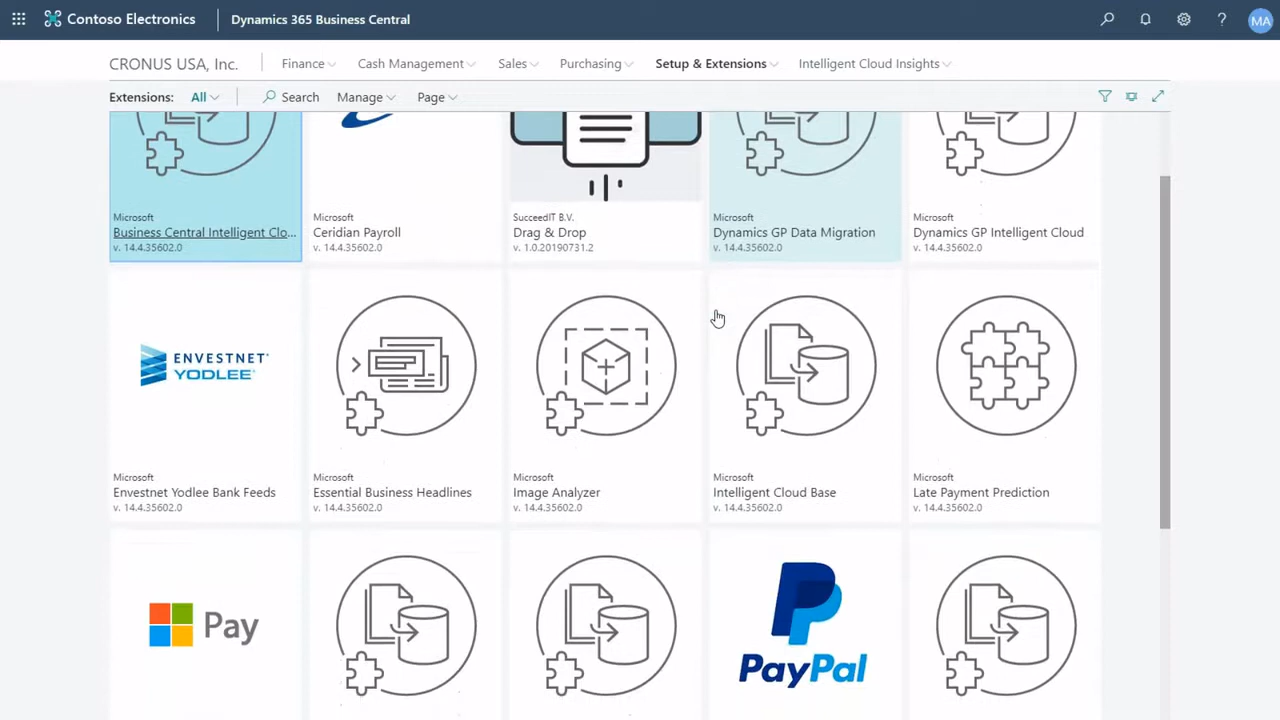 Contoso Electronics
Dynamics 365 Business Central
?
MA
CRONUS USA, Inc.
Finance
Cash Management
Sales
Purchasing
Setup & Extensions
Intelligent Cloud Insights
Extensions:
All
Search
Manage
Page
Microsoft
Business Central Intelligent Clo...
v. 14.4.35602.0
Microsoft
Ceridian Payroll
v. 14.4.35602.0
SucceedIT B.V.
Drag & Drop
v. 1.0.20190731.2
Microsoft
Dynamics GP Data Migration
v. 14.4.35602.0
Microsoft
Dynamics GP Intelligent Cloud
v. 14.4.35602.0
ENVESTNET
YODLEE
Microsoft
Envestnet Yodlee Bank Feeds
v. 14.4.35602.0
Microsoft
Essential Business Headlines
v. 14.4.35602.0
Microsoft
Image Analyzer
v. 14.4.35602.0
Microsoft
Intelligent Cloud Base
v. 14.4.35602.0
Microsoft
Late Payment Prediction
v. 14.4.35602.0
Pay
PayPal